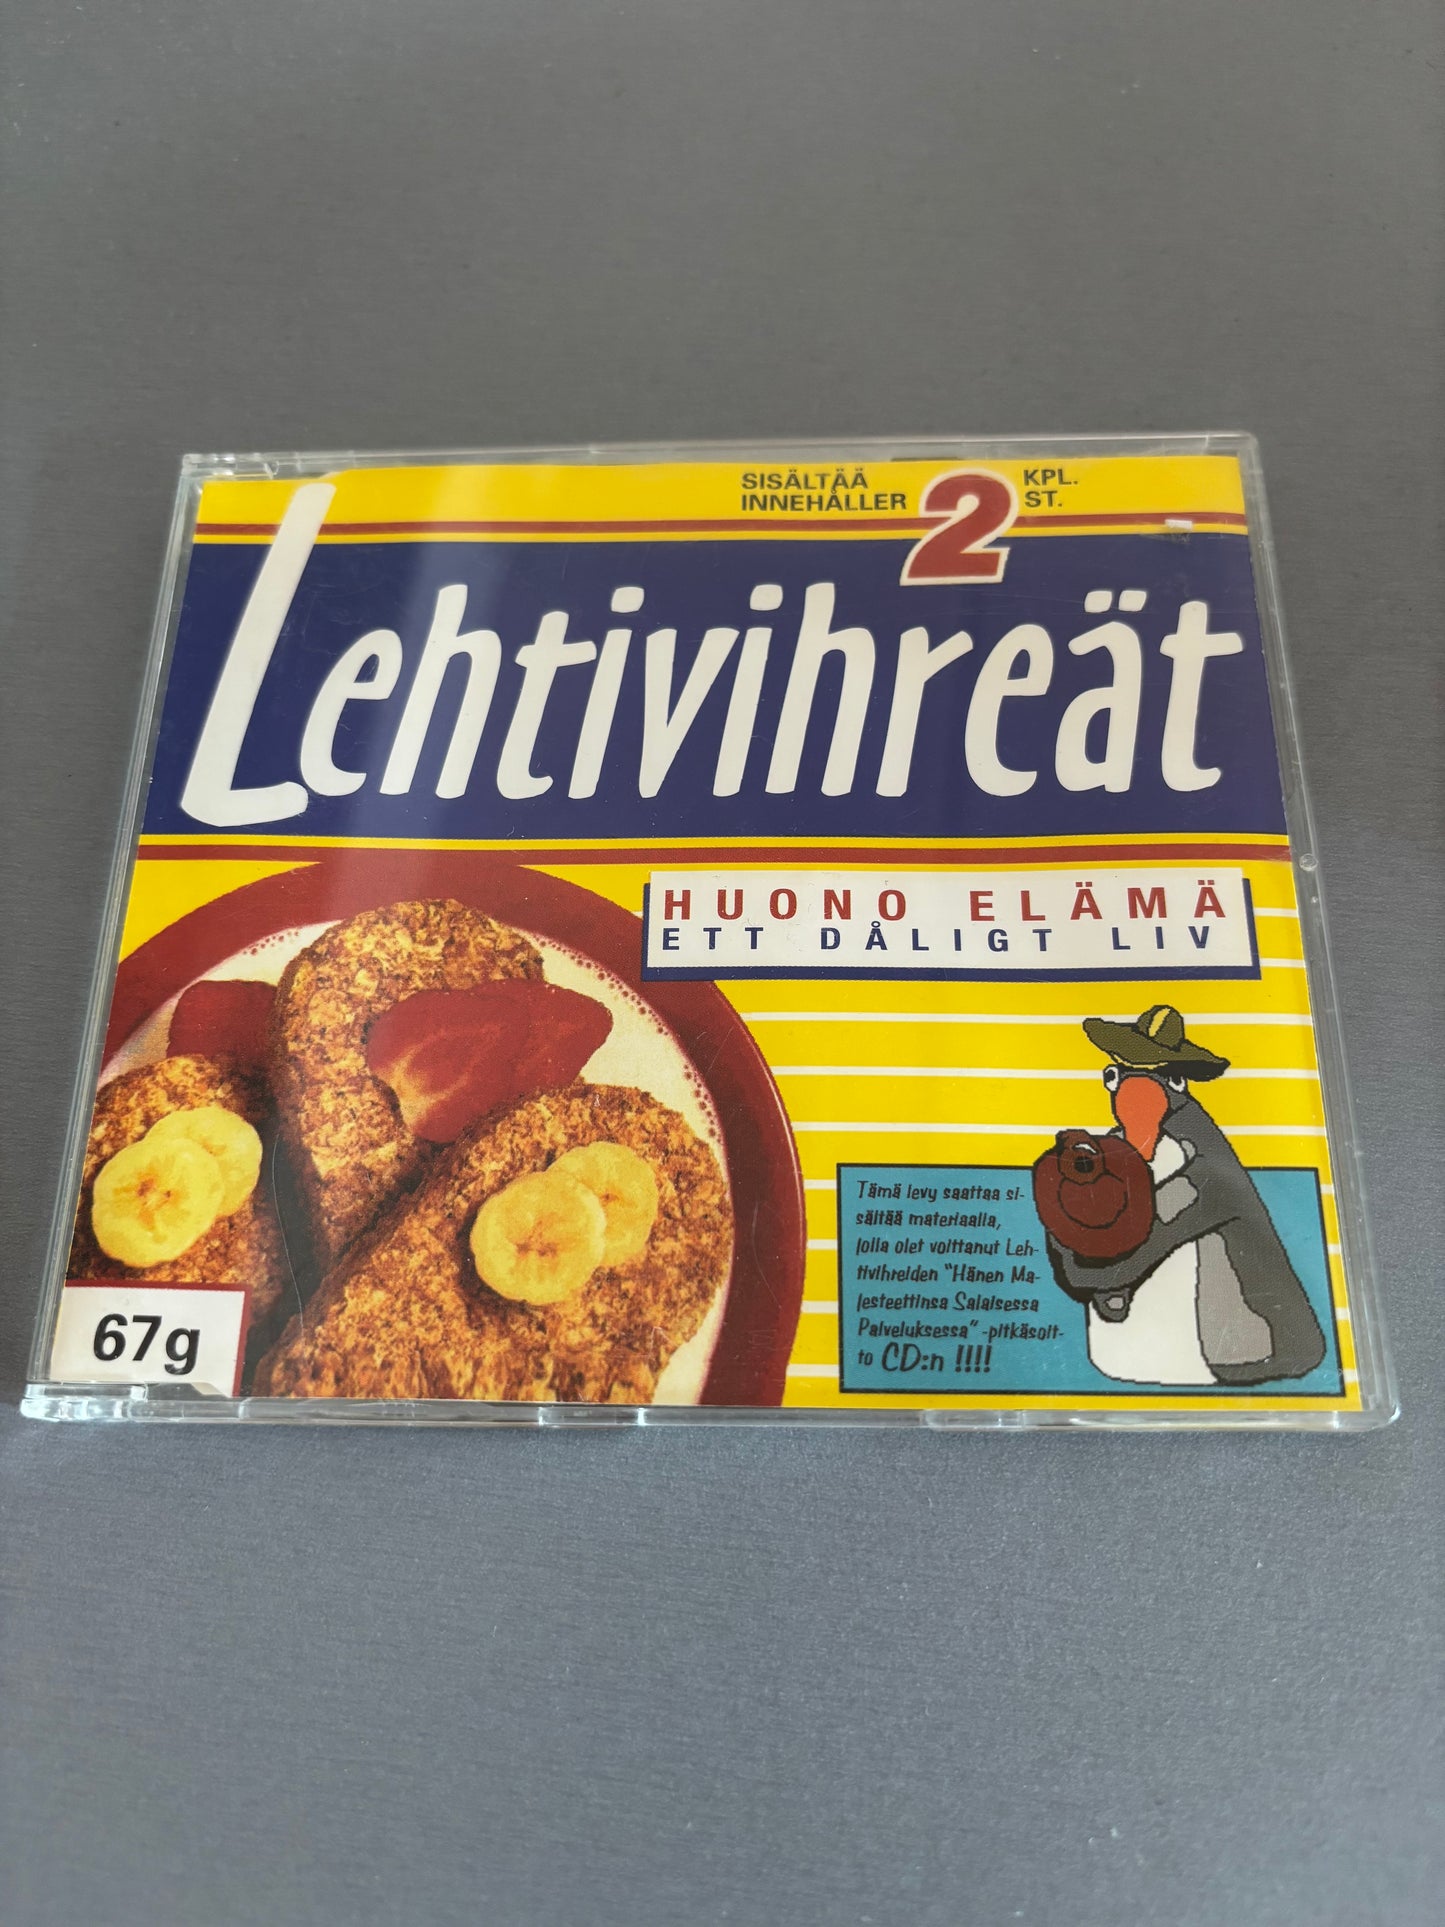 SISÄLTÄÄ 2 KPL.
INNEHÅLLER ST.
Lehtivihreät
HUONO ELÄMÄ
ETT DÅLIGT LIV
Tämä levy saattaa si-
sältää materiaalia,
jolla olet voittanut Leh-
tivihreiden "Hänen Ma-
jesteettinsa Salaisessa
Palveluksessa" -pitkäsoit-
to CD:n !!!!
67g